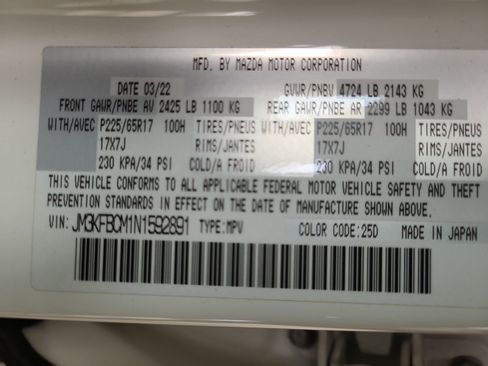 MFD. BY MAZDA MOTOR CORPORATION
DATE 03/22 GVWR/PNBV 4724 LB 2143 KG
FRONT GAWR/PNBE AV 2425 LB 1100 KG REAR GAWR/PNBE AR 2299 LB 1043 KG
WITH/AVEC P225/65R17 100H TIRES/PNEUS WITH/AVEC P225/65R17 100H TIRES/PNEUS
17X7J RIMS/JANTES 17X7J RIMS/JANTES
230 KPA/34 PSI COLD/A FROID 230 KPA/34 PSI COLD/A FROID
THIS VEHICLE CONFORMS TO ALL APPLICABLE FEDERAL MOTOR VEHICLE SAFETY AND THEFT
PREVENTION STANDARDS IN EFFECT ON THE DATE OF MANUFACTURE SHOWN ABOVE.
VIN: JM3KFBCM1N1592891 TYPE: MPV COLOR CODE: 25D MADE IN JAPAN